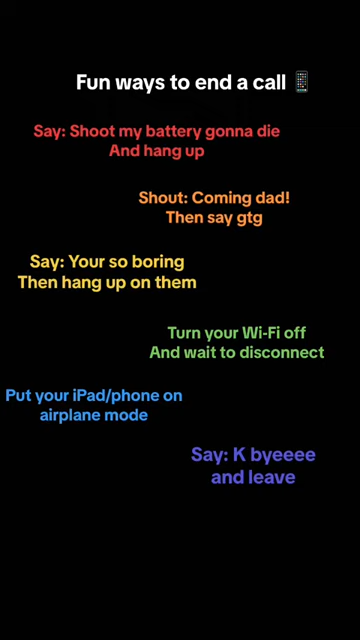 Fun ways to end a call 📱
Say: Shoot my battery gonna die
And hang up
Shout: Coming dad!
Then say gtg
Say: Your so boring
Then hang up on them
Turn your Wi-Fi off
And wait to disconnect
Put your iPad/phone on
airplane mode
Say: K byeeee
and leave